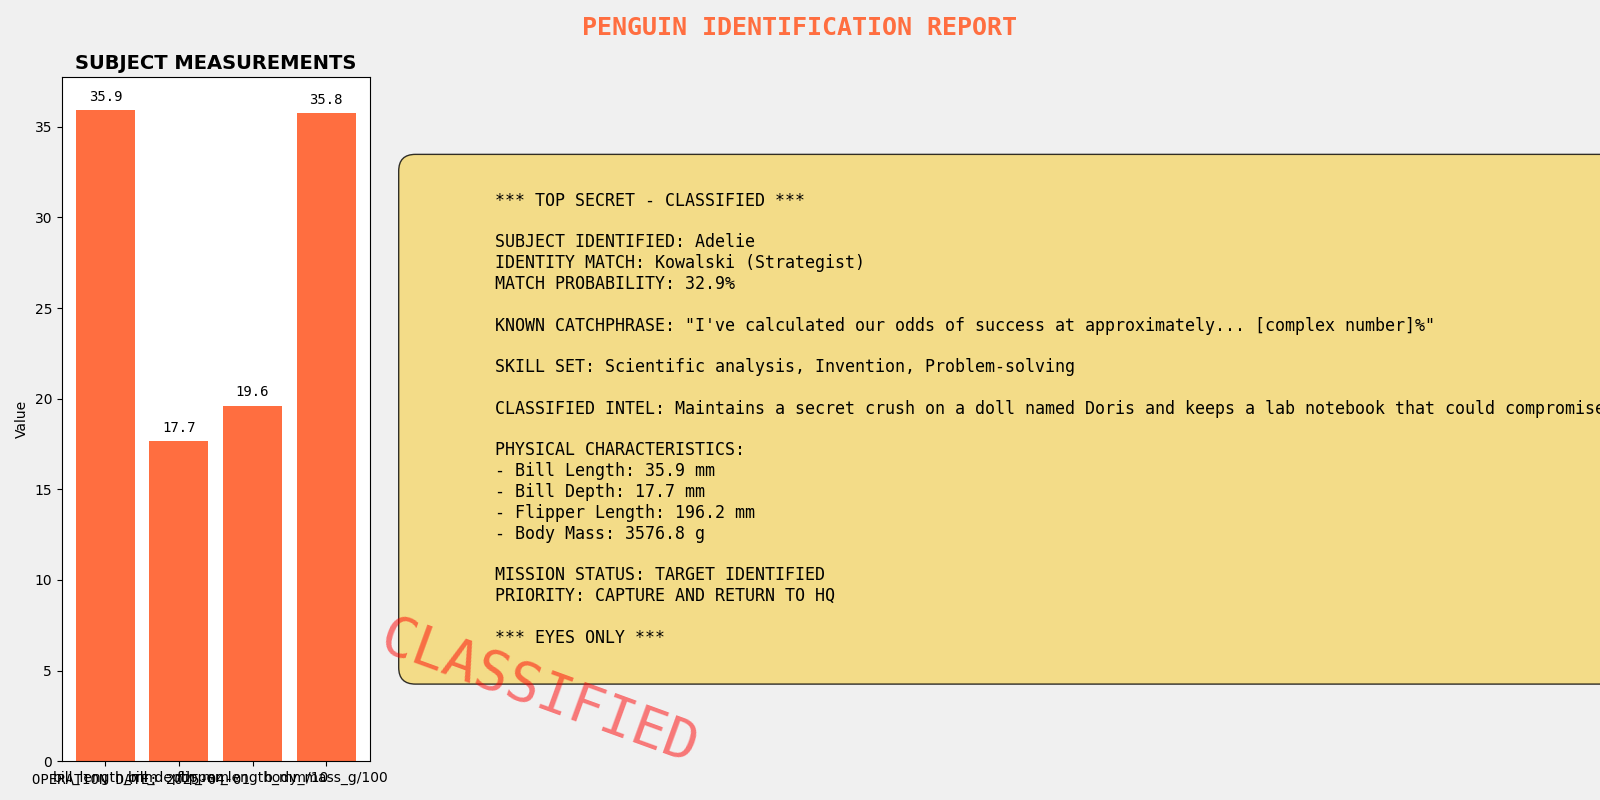 PENGUIN IDENTIFICATION REPORT
SUBJECT MEASUREMENTS
35.9
17.7
19.6
35.8
35
30
25
20
15
10
5
0
Value
*** TOP SECRET - CLASSIFIED ***
SUBJECT IDENTIFIED: Adelie
IDENTITY MATCH: Kowalski (Strategist)
MATCH PROBABILITY: 32.9%
KNOWN CATCHPHRASE: "I've calculated our odds of success at approximately... [complex number]%"
SKILL SET: Scientific analysis, Invention, Problem-solving
CLASSIFIED INTEL: Maintains a secret crush on a doll named Doris and keeps a lab notebook that could compromise
PHYSICAL CHARACTERISTICS:
- Bill Length: 35.9 mm
- Bill Depth: 17.7 mm
- Flipper Length: 196.2 mm
- Body Mass: 3576.8 g
MISSION STATUS: TARGET IDENTIFIED
PRIORITY: CAPTURE AND RETURN TO HQ
*** EYES ONLY ***
CLASSIFIED